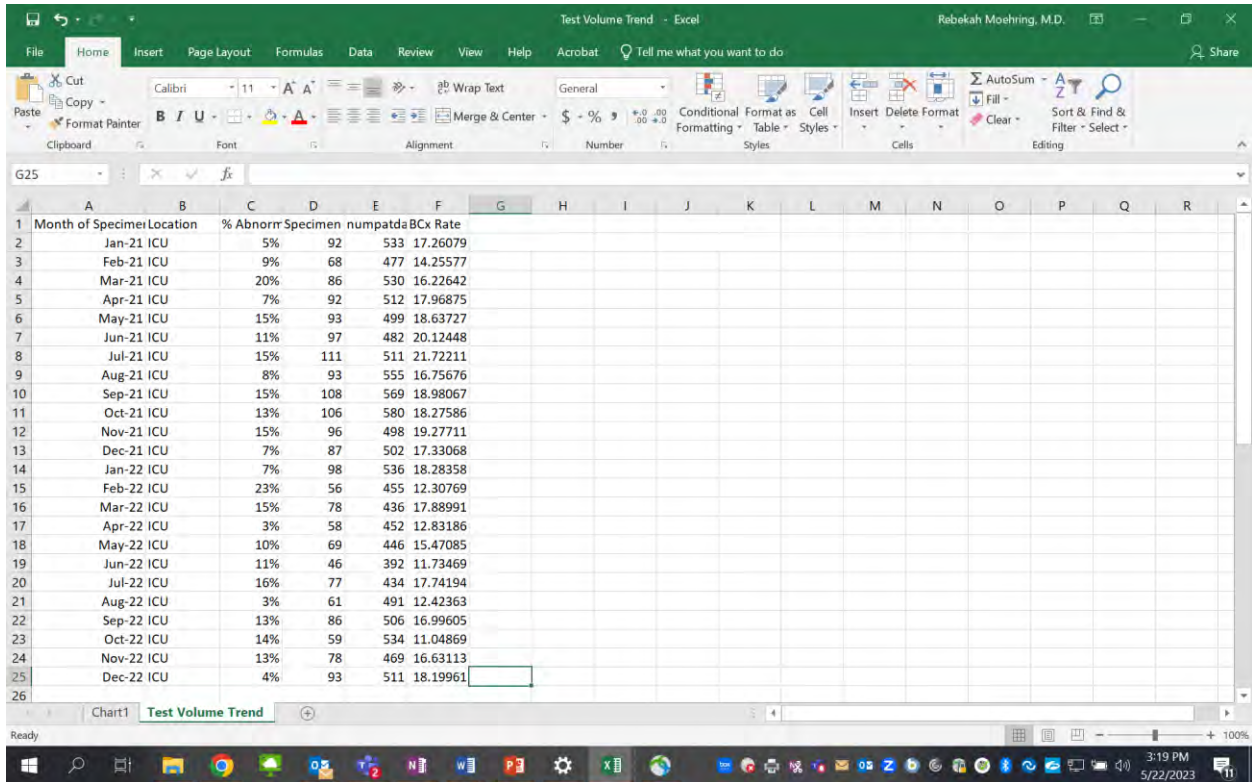 Test Volume Trend - Excel
Rebekah Moehring, M.D.
File Home Insert Page Layout Formulas Data Review View Help Acrobat Tell me what you want to do Share
Cut
Copy
Format Painter
Paste
Calibri 11 A A
B I U A
Wrap Text
Merge & Center
General
$ % ,
Conditional Formatting
Format as Table
Cell Styles
Insert Delete Format
AutoSum
Fill
Clear
Sort & Filter
Find & Select
Clipboard Font Alignment Number Styles Cells Editing
G25 fx
A B C D E F G H I J K L M N O P Q R
1 Month of Specimer Location % Abnorm Specimen numpatda BCx Rate
2 Jan-21 ICU 5% 92 533 17.26079
3 Feb-21 ICU 9% 68 477 14.25577
4 Mar-21 ICU 20% 86 530 16.22642
5 Apr-21 ICU 7% 92 512 17.96875
6 May-21 ICU 15% 93 499 18.63727
7 Jun-21 ICU 11% 97 482 20.12448
8 Jul-21 ICU 15% 111 511 21.72211
9 Aug-21 ICU 8% 93 555 16.75676
10 Sep-21 ICU 15% 108 569 18.98067
11 Oct-21 ICU 13% 106 580 18.27586
12 Nov-21 ICU 15% 96 498 19.27711
13 Dec-21 ICU 7% 87 502 17.33068
14 Jan-22 ICU 7% 98 536 18.28358
15 Feb-22 ICU 23% 56 455 12.30769
16 Mar-22 ICU 15% 78 436 17.88991
17 Apr-22 ICU 3% 58 452 12.83186
18 May-22 ICU 10% 69 446 15.47085
19 Jun-22 ICU 11% 46 392 11.73469
20 Jul-22 ICU 16% 77 434 17.74194
21 Aug-22 ICU 3% 61 491 12.42363
22 Sep-22 ICU 13% 86 506 16.99605
23 Oct-22 ICU 14% 59 534 11.04869
24 Nov-22 ICU 13% 78 469 16.63113
25 Dec-22 ICU 4% 93 511 18.19961
26
Chart1 Test Volume Trend
Ready
100%
3:19 PM
5/22/2023